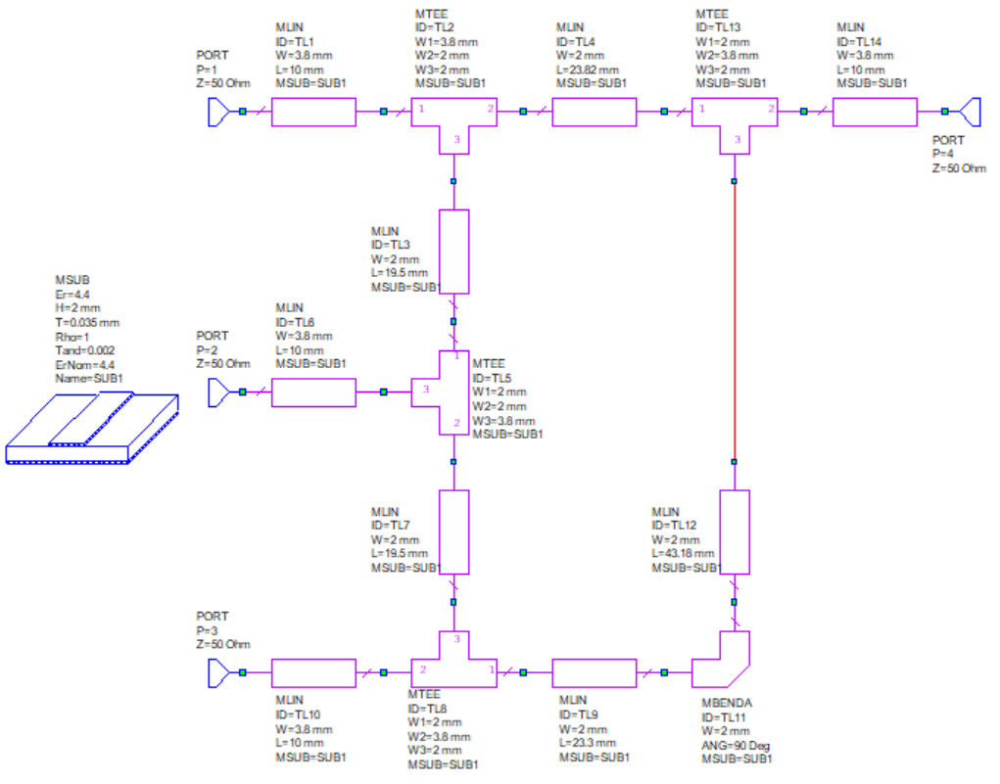 MLIN
ID=TL1
W=3.8 mm
L=10 mm
MSUB=SUB1
MTEE
ID=TL2
W1=3.8 mm
W2=2 mm
W3=2 mm
MSUB=SUB1
MLIN
ID=TL4
W=2 mm
L=23.82 mm
MSUB=SUB1
MTEE
ID=TL13
W1=2 mm
W2=3.8 mm
W3=2 mm
MSUB=SUB1
MLIN
ID=TL14
W=3.8 mm
L=10 mm
MSUB=SUB1
PORT
P=1
Z=50 Ohm
1
2
3
1
2
3
PORT
P=4
Z=50 Ohm
MLIN
ID=TL3
W=2 mm
L=19.5 mm
MSUB=SUB1
MSUB
Er=4.4
H=2 mm
T=0.035 mm
Rho=1
Tand=0.002
ErNom=4.4
Name=SUB1
PORT
P=2
Z=50 Ohm
MLIN
ID=TL6
W=3.8 mm
L=10 mm
MSUB=SUB1
1
3
2
MTEE
ID=TL5
W1=2 mm
W2=2 mm
W3=3.8 mm
MSUB=SUB1
MLIN
ID=TL7
W=2 mm
L=19.5 mm
MSUB=SUB1
MLIN
ID=TL12
W=2 mm
L=43.18 mm
MSUB=SUB1
PORT
P=3
Z=50 Ohm
3
2
1
MLIN
ID=TL10
W=3.8 mm
L=10 mm
MSUB=SUB1
MTEE
ID=TL8
W1=2 mm
W2=3.8 mm
W3=2 mm
MSUB=SUB1
MLIN
ID=TL9
W=2 mm
L=23.3 mm
MSUB=SUB1
MBENDA
ID=TL11
W=2 mm
ANG=90 Deg
MSUB=SUB1